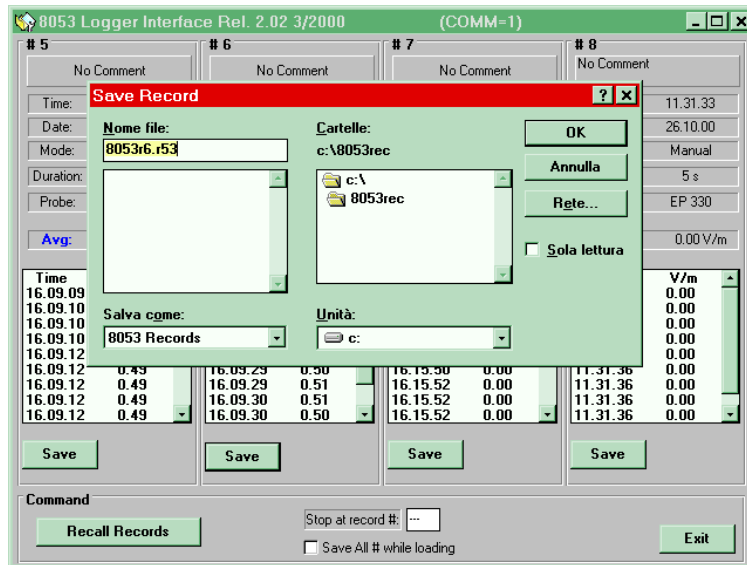 8053 Logger Interface Rel. 2.02 3/2000 (COMM=1)
# 5 # 6 # 7 # 8
No Comment No Comment No Comment No Comment
Save Record
Time: 11.31.33
Date: 26.10.00
Mode: Manual
Duration: 5 s
Probe: EP 330
Avg: 0.00 V/m
Nome file:
8053r6.r53
Cartelle:
c:\8053rec
c:\
8053rec
OK
Annulla
Rete...
Sola lettura
Salva come:
8053 Records
Unità:
c:
Time V/m
16.09.09 0.00
16.09.10 0.00
16.09.10 0.00
16.09.10 0.00
16.09.12 0.00
16.09.12 0.49 16.09.29 0.50 16.15.50 0.00 11.31.36 0.00
16.09.12 0.49 16.09.29 0.51 16.15.52 0.00 11.31.36 0.00
16.09.12 0.49 16.09.30 0.51 16.15.52 0.00 11.31.36 0.00
16.09.12 0.49 16.09.30 0.50 16.15.52 0.00 11.31.36 0.00
Save Save Save Save
Command
Recall Records
Stop at record #: ---
Save All # while loading
Exit